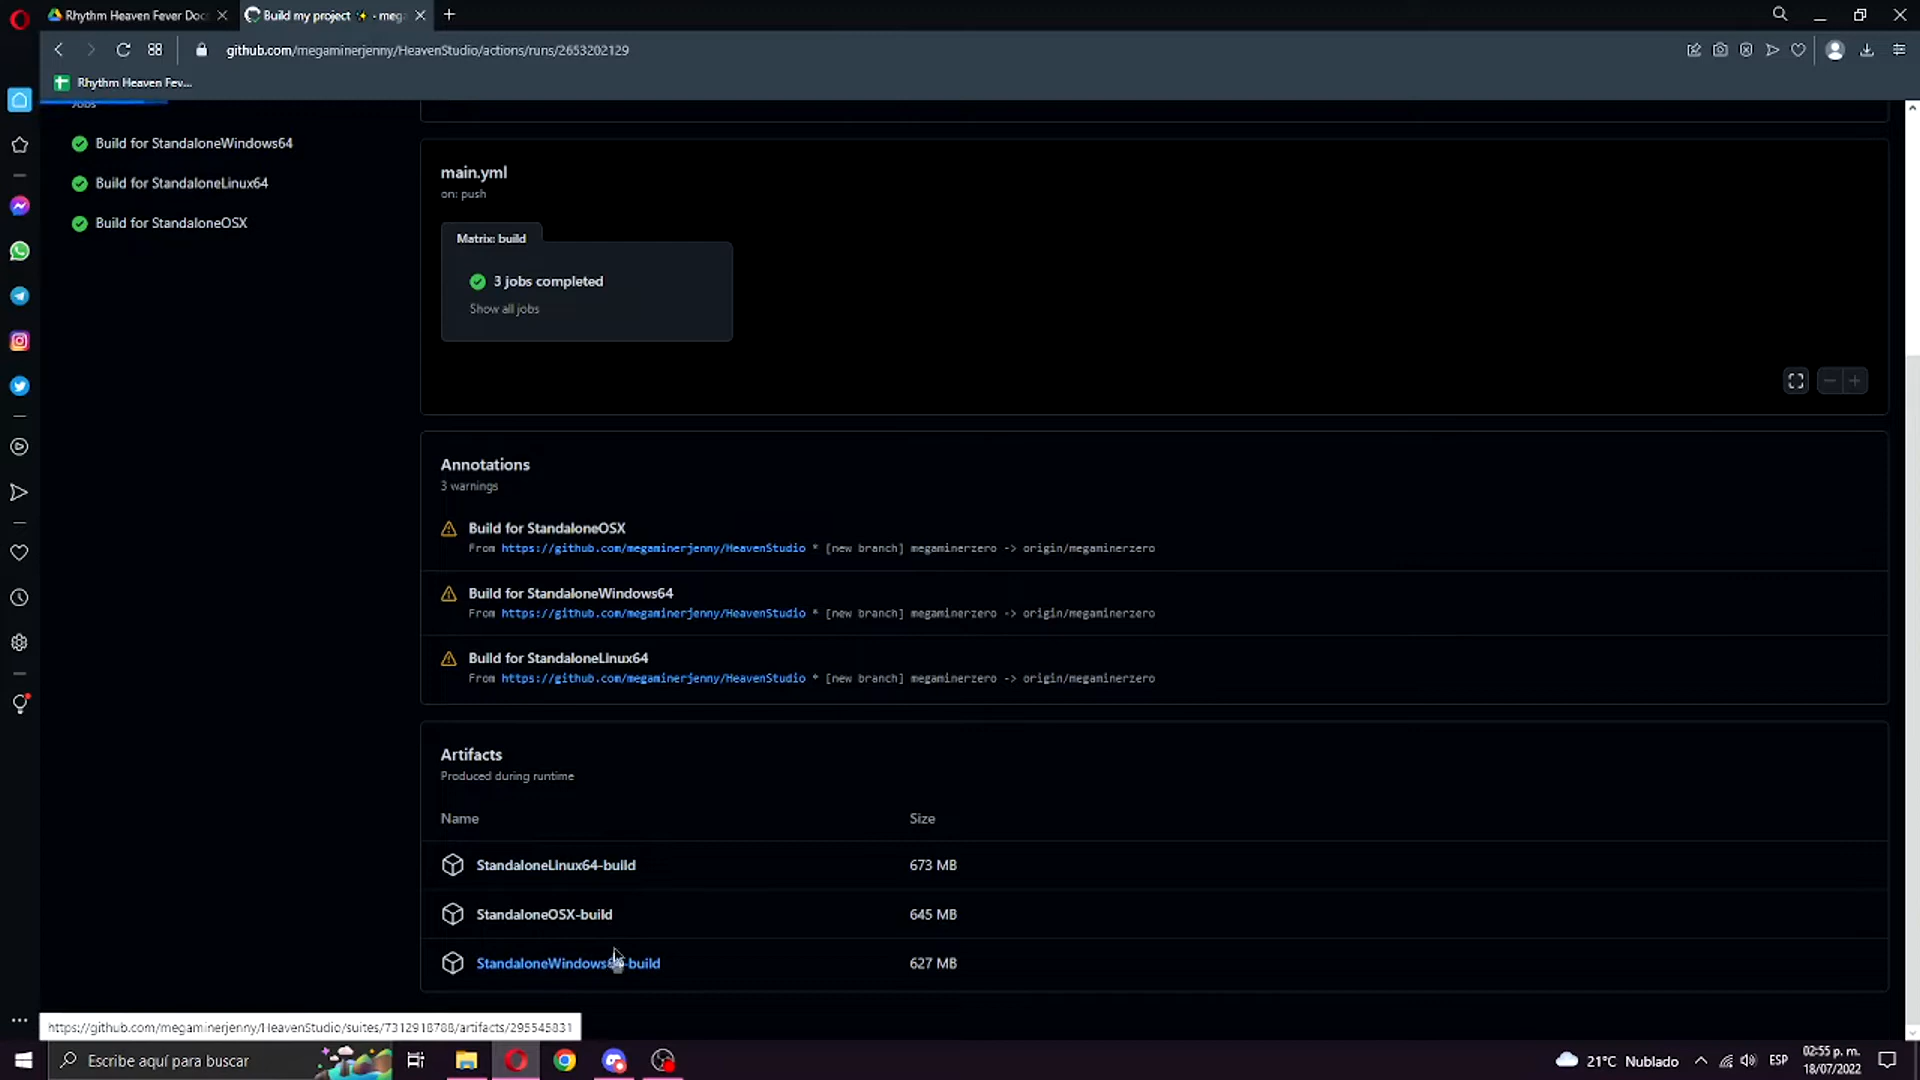 Rhythm Heaven Fever Doc
Build my project ✨ - mega
github.com/megaminerjenny/HeavenStudio/actions/runs/2653202129
Rhythm Heaven Fev...
Jobs
Build for StandaloneWindows64
Build for StandaloneLinux64
Build for StandaloneOSX
main.yml
on: push
Matrix: build
3 jobs completed
Show all jobs
Annotations
3 warnings
Build for StandaloneOSX
From https://github.com/megaminerjenny/HeavenStudio * [new branch] megaminerzero -> origin/megaminerzero
Build for StandaloneWindows64
From https://github.com/megaminerjenny/HeavenStudio * [new branch] megaminerzero -> origin/megaminerzero
Build for StandaloneLinux64
From https://github.com/megaminerjenny/HeavenStudio * [new branch] megaminerzero -> origin/megaminerzero
Artifacts
Produced during runtime
Name Size
StandaloneLinux64-build 673 MB
StandaloneOSX-build 645 MB
StandaloneWindows64-build 627 MB
https://github.com/megaminerjenny/HeavenStudio/suites/7312918788/artifacts/295545831
Escribe aquí para buscar
21°C Nublado
ESP
02:55 p. m.
18/07/2022